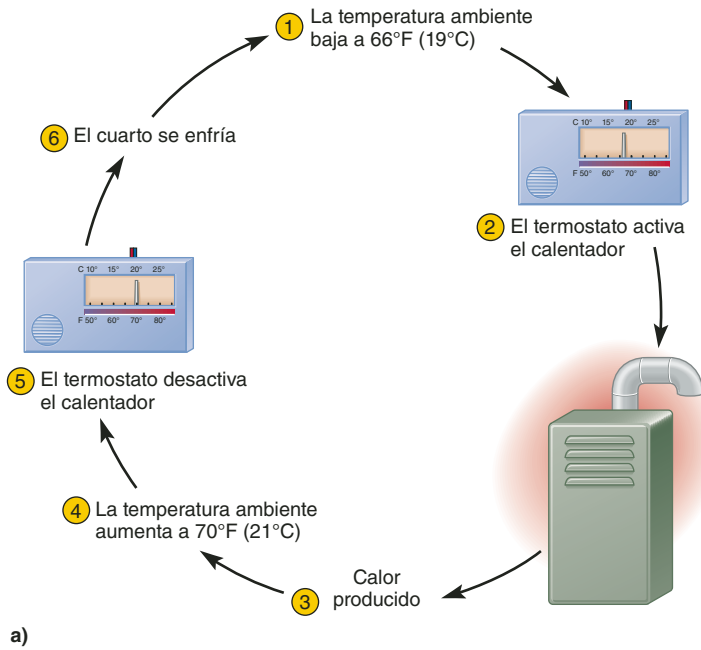 1 La temperatura ambiente
baja a 66°F (19°C)
C 10° 15° 20° 25°
F 50° 60° 70° 80°
2 El termostato activa
el calentador
3 Calor
producido
4 La temperatura ambiente
aumenta a 70°F (21°C)
C 10° 15° 20° 25°
F 50° 60° 70° 80°
5 El termostato desactiva
el calentador
6 El cuarto se enfría
a)